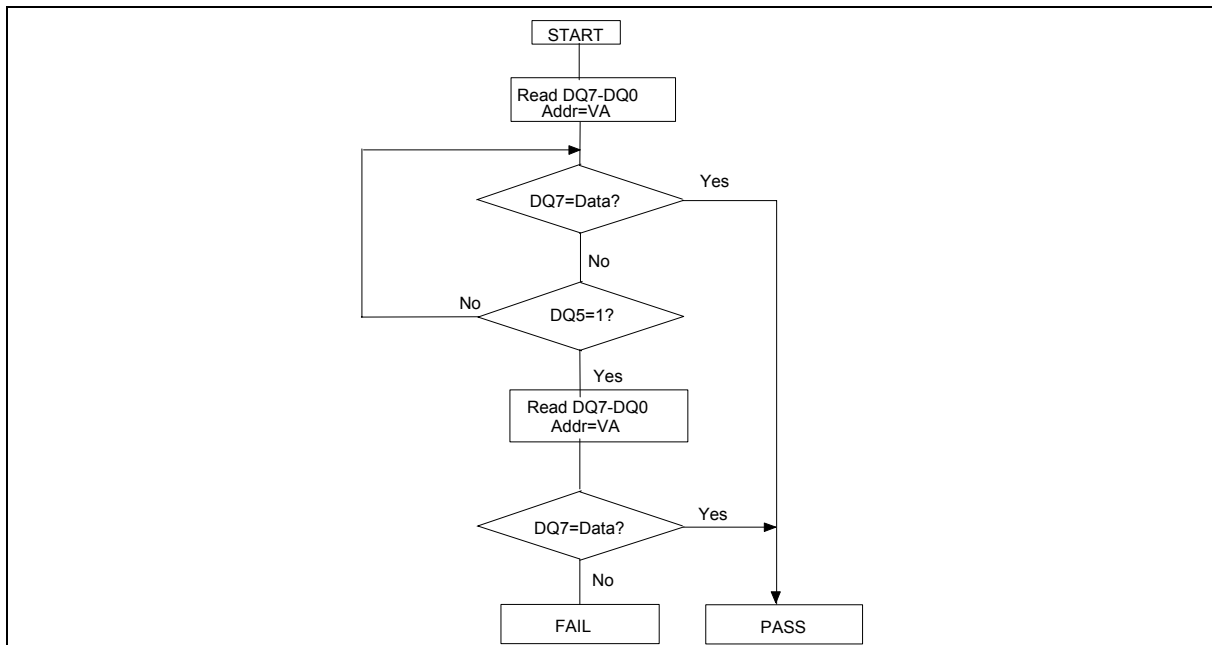 START
Read DQ7-DQ0
Addr=VA
Yes
DQ7=Data?
No
No
DQ5=1?
Yes
Read DQ7-DQ0
Addr=VA
Yes
DQ7=Data?
No
FAIL
PASS